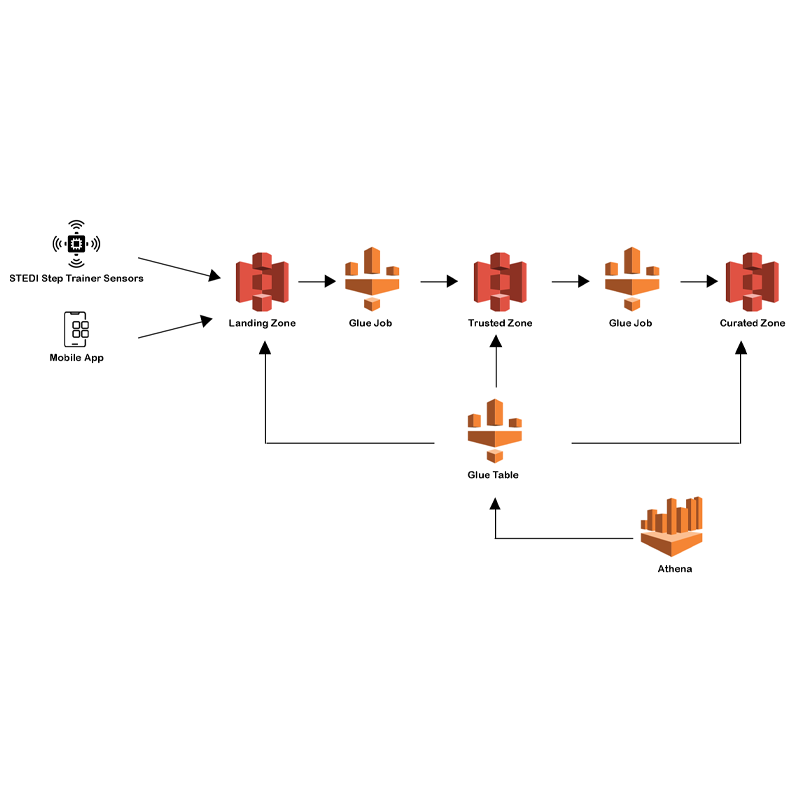 STEDI Step Trainer Sensors
Mobile App
Landing Zone
Glue Job
Trusted Zone
Glue Job
Curated Zone
Glue Table
Athena